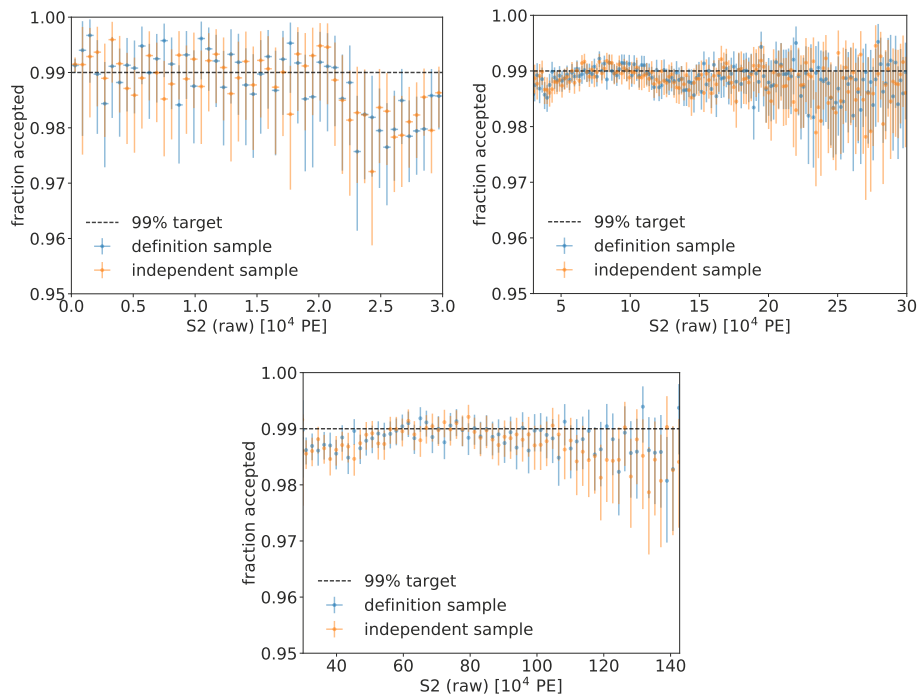 1.00
0.99
0.98
0.97
0.96
0.95
fraction accepted
99% target
definition sample
independent sample
0.0 0.5 1.0 1.5 2.0 2.5 3.0
S2 (raw) [10⁴ PE]
1.00
0.99
0.98
0.97
0.96
0.95
fraction accepted
99% target
definition sample
independent sample
5 10 15 20 25 30
S2 (raw) [10⁴ PE]
1.00
0.99
0.98
0.97
0.96
0.95
fraction accepted
99% target
definition sample
independent sample
40 60 80 100 120 140
S2 (raw) [10⁴ PE]